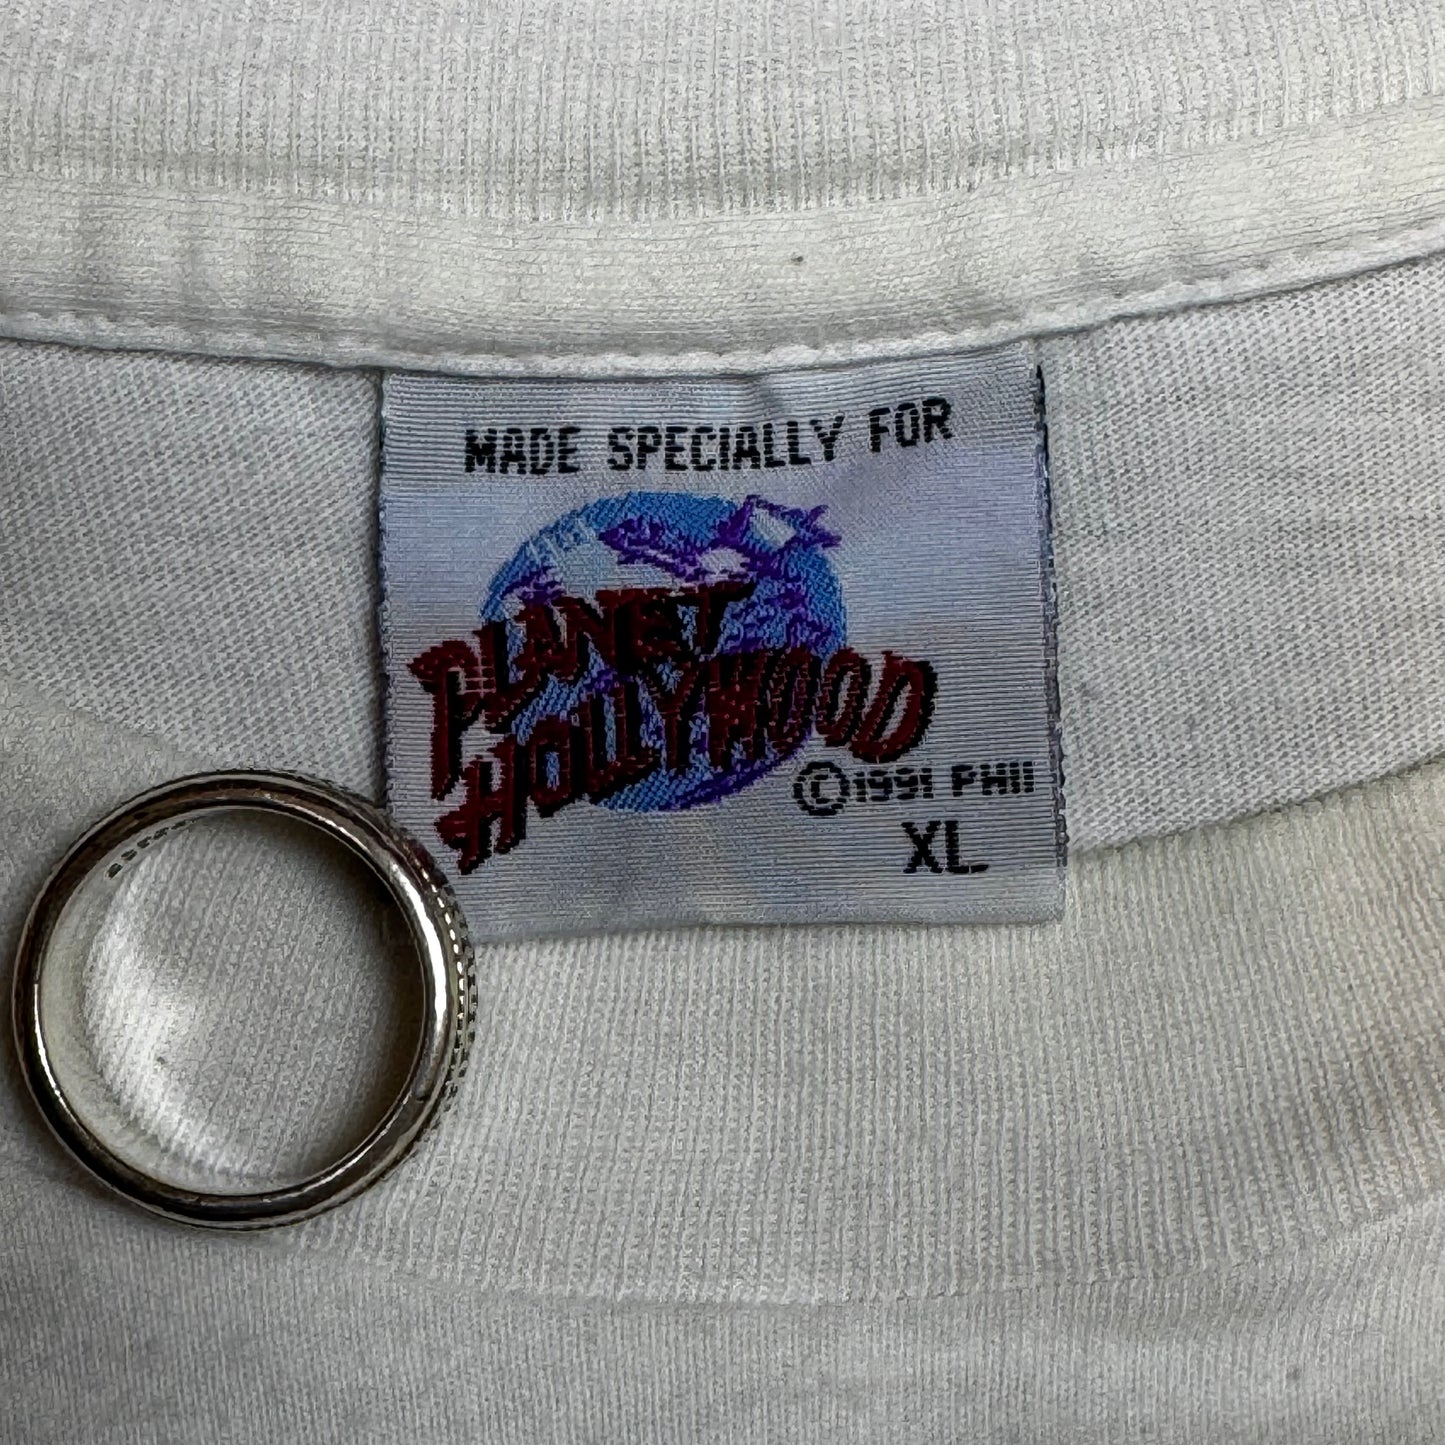 MADE SPECIALLY FOR
PLANET
HOLLYWOOD
©1991 PHII
XL